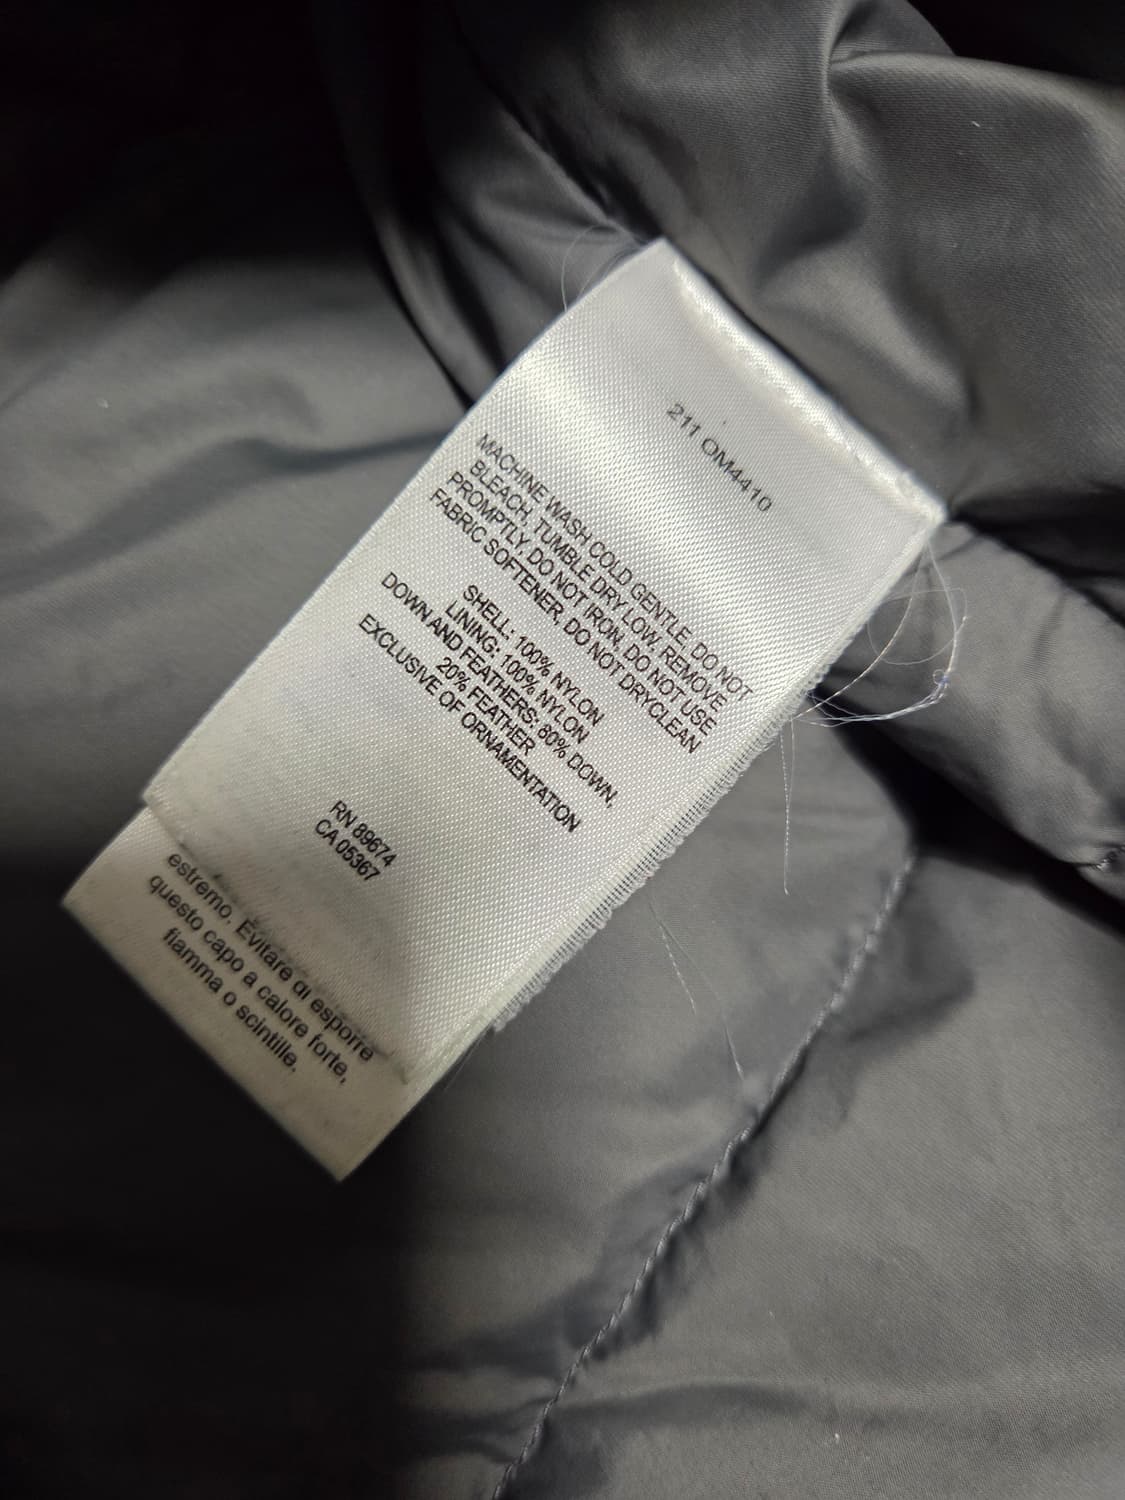 211 OM4410
MACHINE WASH COLD GENTLE, DO NOT
BLEACH, TUMBLE DRY LOW, REMOVE
PROMPTLY, DO NOT IRON, DO NOT USE
FABRIC SOFTENER, DO NOT DRYCLEAN
SHELL: 100% NYLON
LINING: 100% NYLON
DOWN AND FEATHERS: 80% DOWN,
20% FEATHER
EXCLUSIVE OF ORNAMENTATION
RN 89674
CA 05367
estremo. Evitare di esporre
questo capo a calore forte,
fiamma o scintille.